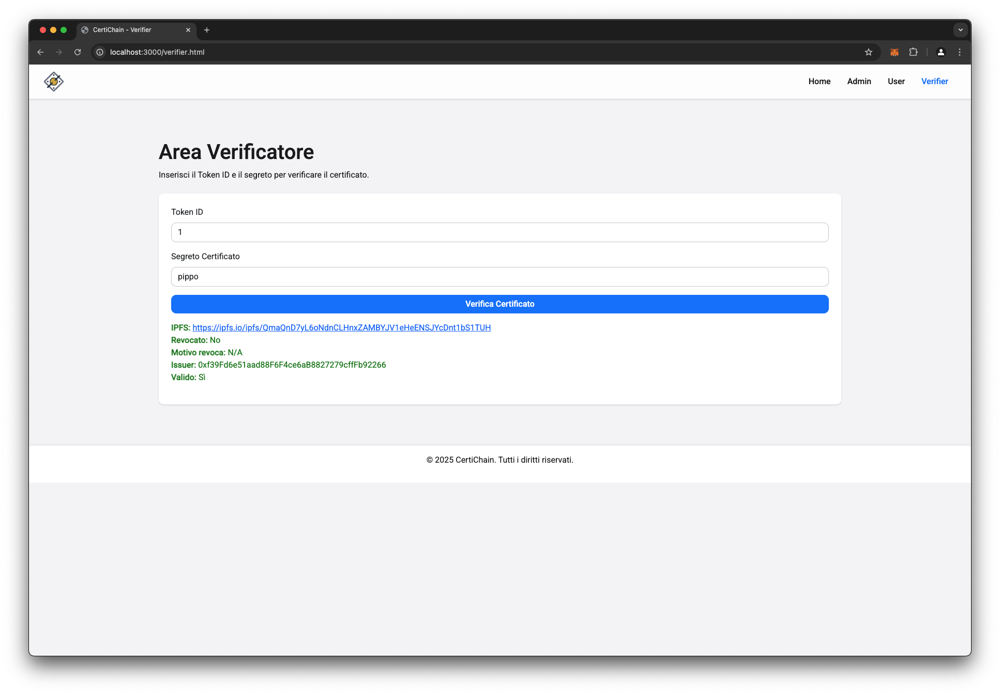 CertiChain - Verifier
localhost:3000/verifier.html
Home Admin User Verifier
Area Verificatore
Inserisci il Token ID e il segreto per verificare il certificato.
Token ID
1
Segreto Certificato
pippo
Verifica Certificato
IPFS: https://ipfs.io/ipfs/QmaQnD7yL6oNdnCLHnxZAMBYJV1eHeENSJYcDnt1bS1TUH
Revocato: No
Motivo revoca: N/A
Issuer: 0xf39Fd6e51aad88F6F4ce6aB8827279cffFb92266
Valido: Sì
© 2025 CertiChain. Tutti i diritti riservati.